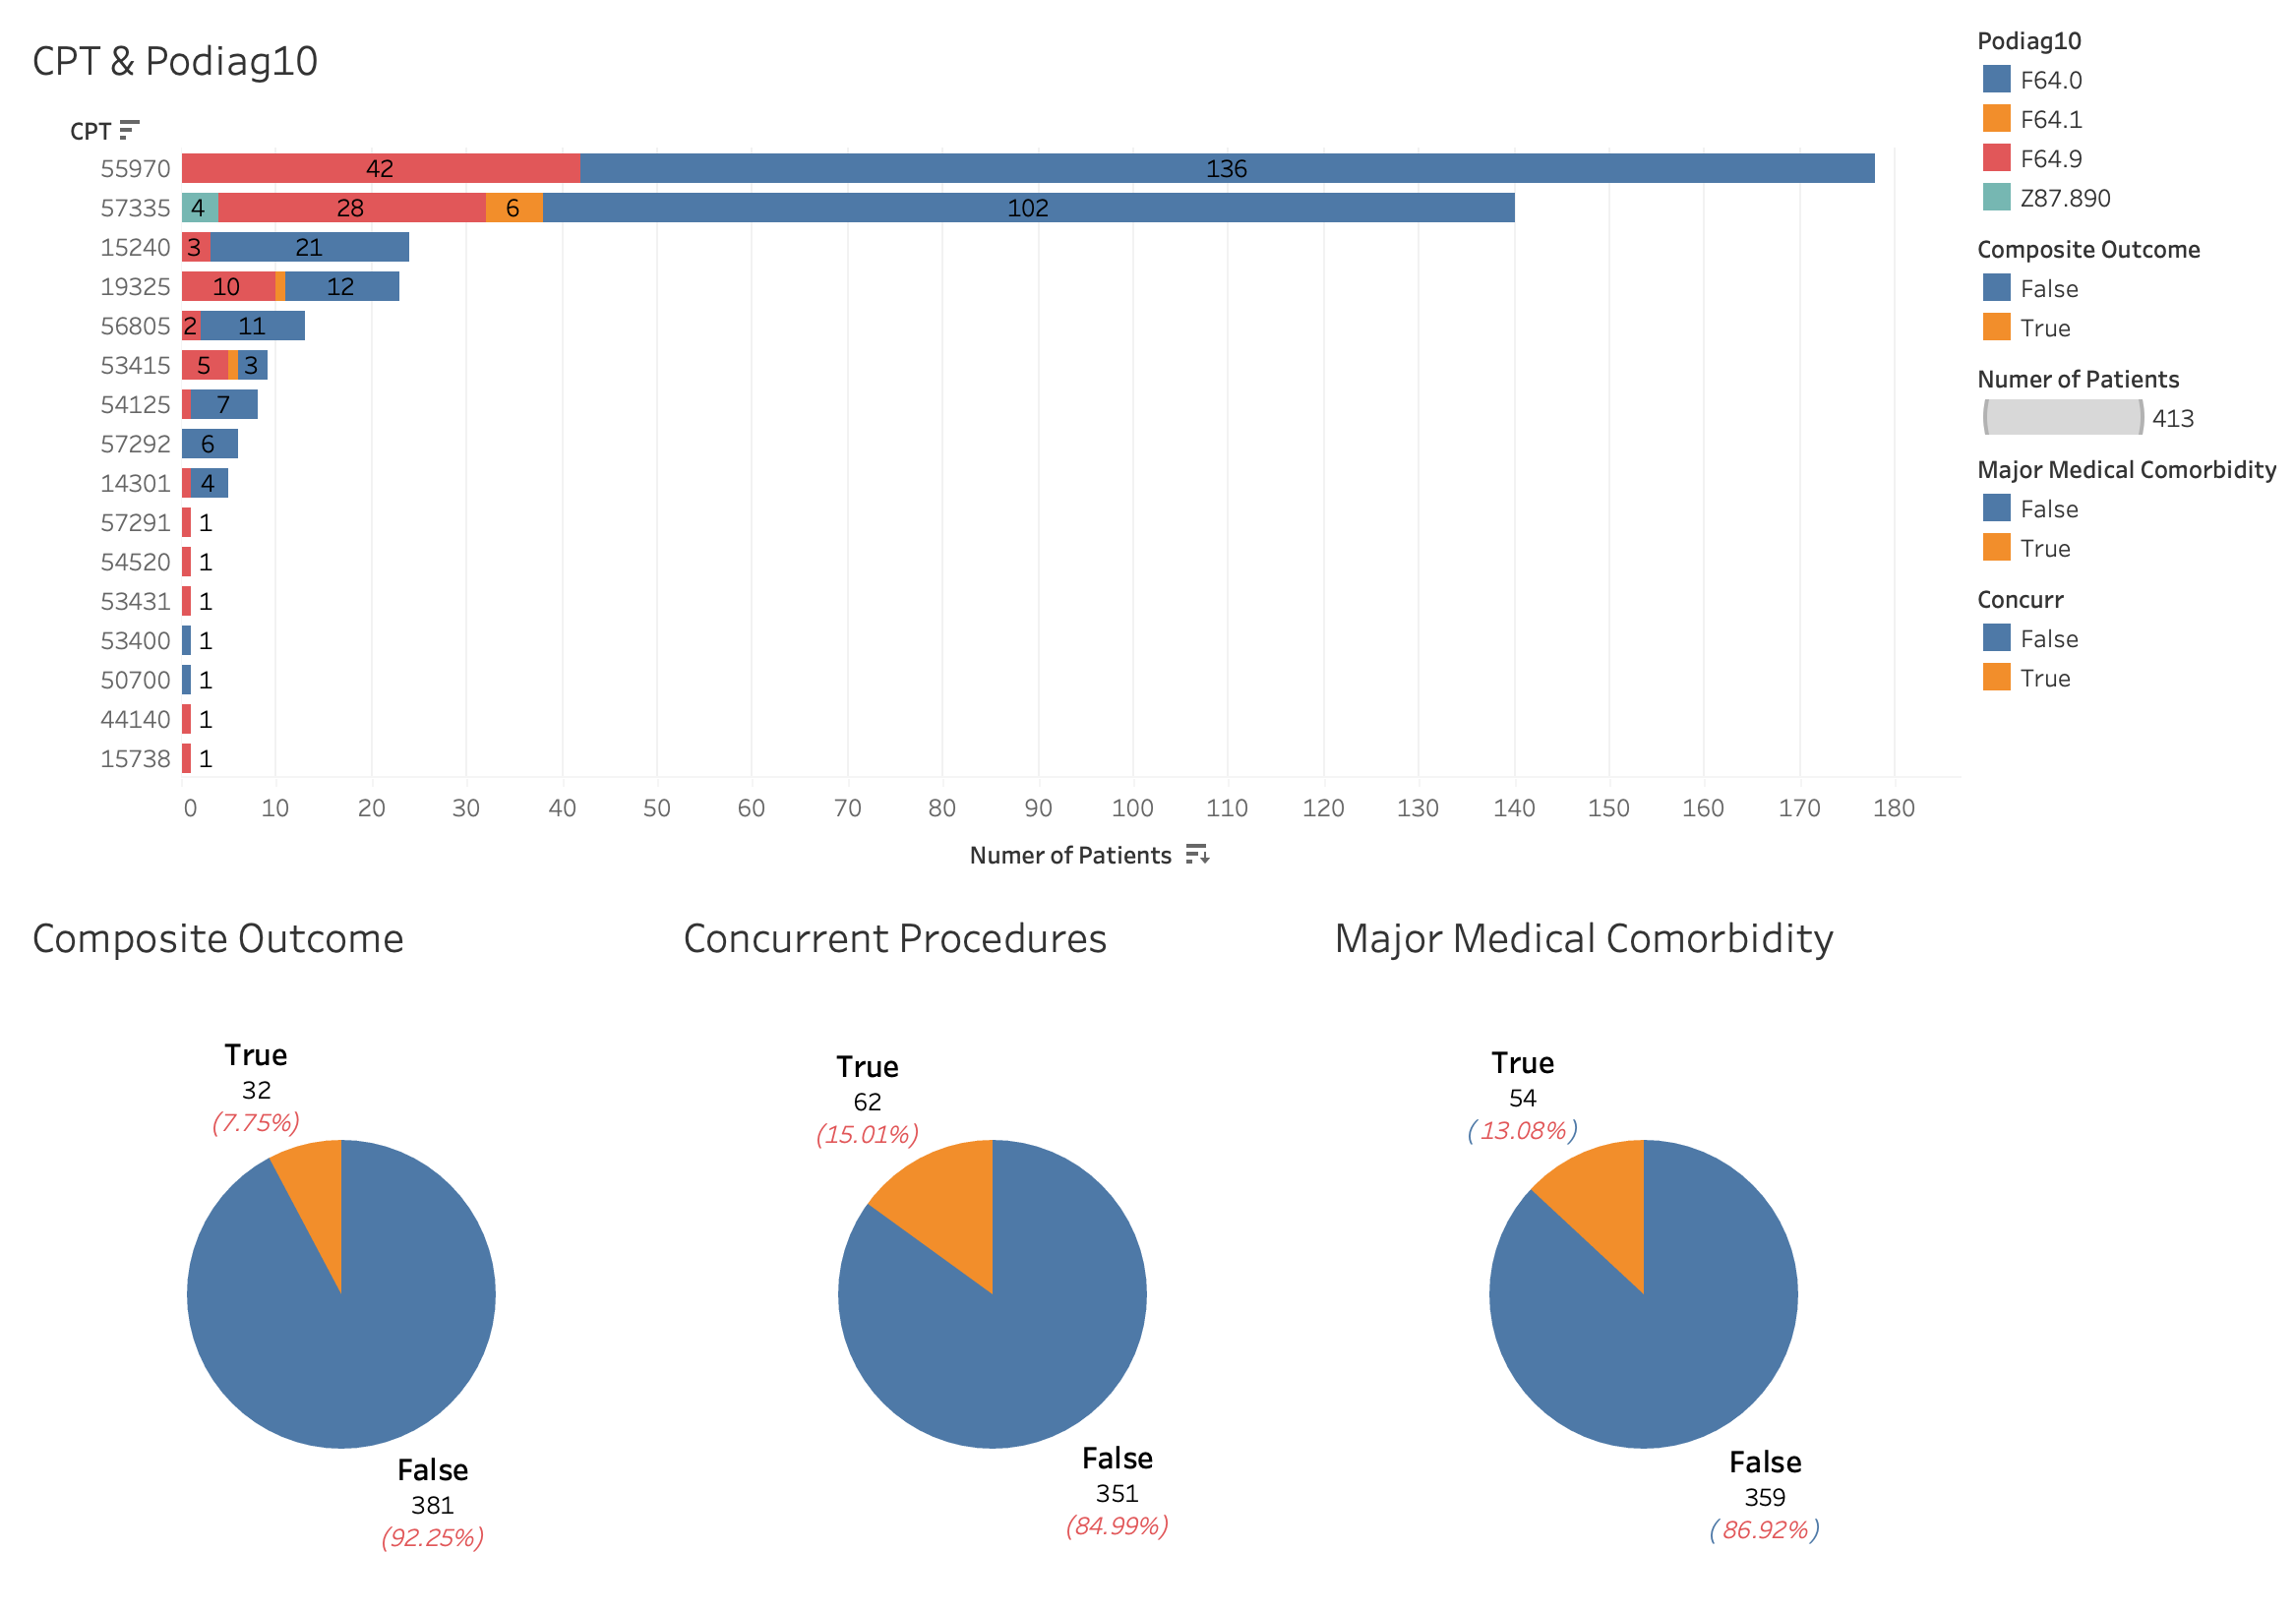 CPT & Podiag10
CPT
55970 42 136
57335 4 28 6 102
15240 3 21
19325 10 12
56805 2 11
53415 5 3
54125 7
57292 6
14301 4
57291 1
54520 1
53431 1
53400 1
50700 1
44140 1
15738 1
0 10 20 30 40 50 60 70 80 90 100 110 120 130 140 150 160 170 180
Numer of Patients
Podiag10
F64.0
F64.1
F64.9
Z87.890
Composite Outcome
False
True
Numer of Patients
413
Major Medical Comorbidity
False
True
Concurr
False
True
Composite Outcome
True
32
(7.75%)
False
381
(92.25%)
Concurrent Procedures
True
62
(15.01%)
False
351
(84.99%)
Major Medical Comorbidity
True
54
( 13.08%)
False
359
( 86.92%)